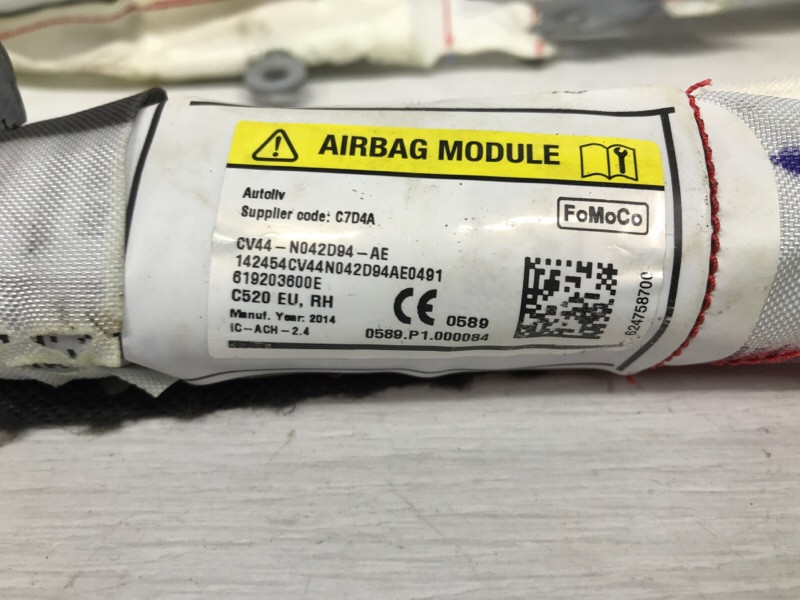 AIRBAG MODULE
Autoliv
Supplier code: C7D4A
FoMoCo
CV44-N042D94-AE
142454CV44N042D94AE0491
619203600E
C520 EU, RH
Manuf. Year: 2014
IC-ACH-2.4
CE 0589
0589.P1.000084
624758700